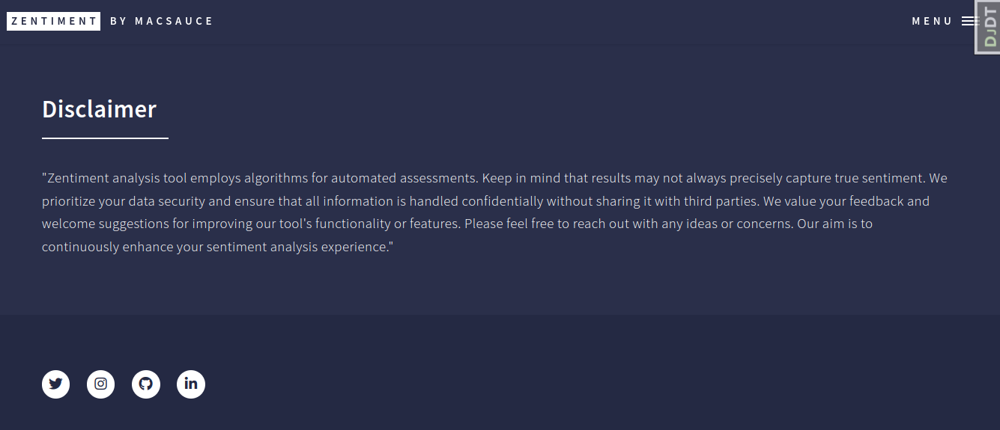 ZENTIMENT BY MACSAUCE
MENU
DJDT
Disclaimer
"Zentiment analysis tool employs algorithms for automated assessments. Keep in mind that results may not always precisely capture true sentiment. We
prioritize your data security and ensure that all information is handled confidentially without sharing it with third parties. We value your feedback and
welcome suggestions for improving our tool's functionality or features. Please feel free to reach out with any ideas or concerns. Our aim is to
continuously enhance your sentiment analysis experience."
in